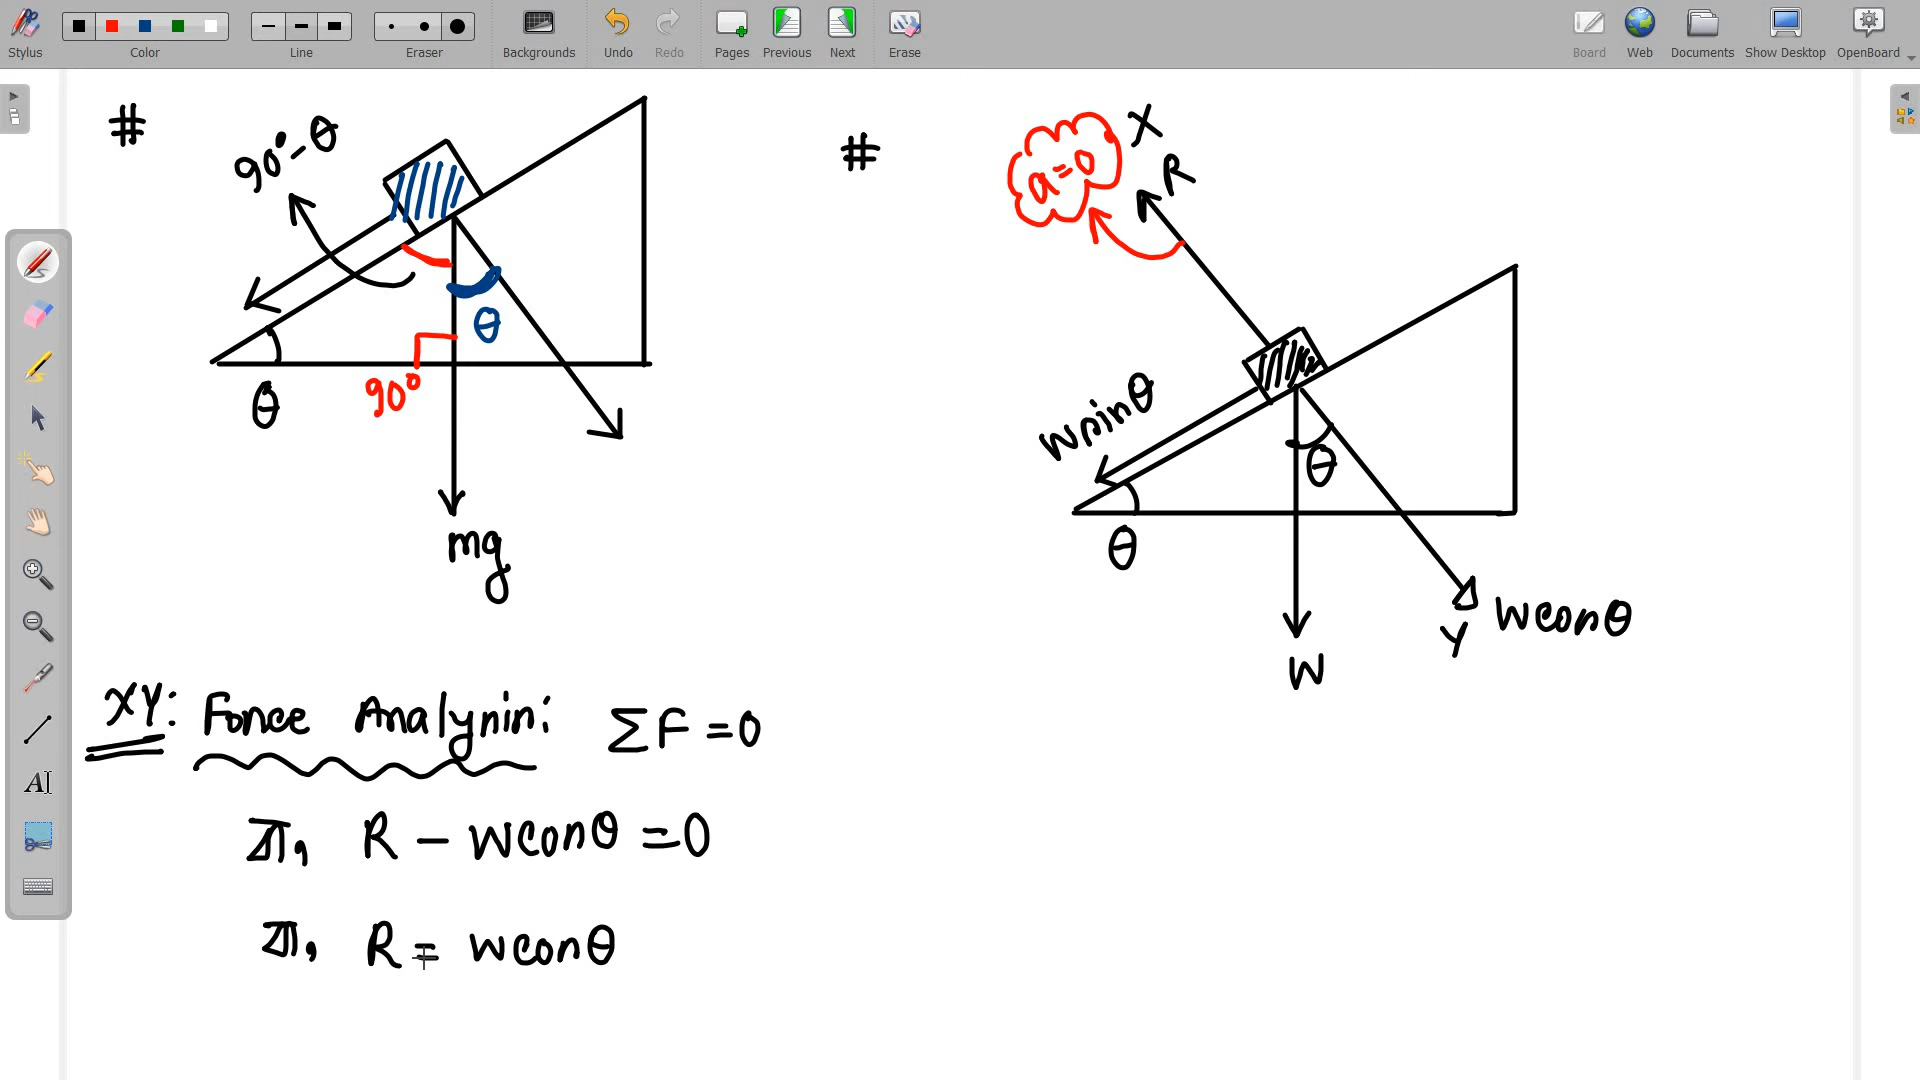 Stylus
Color
Line
Eraser
Backgrounds
Undo
Redo
Pages
Previous
Next
Erase
Board
Web
Documents
Show Desktop
OpenBoard
#
90°-θ
θ
θ
90°
mg
#
a=0
X
R
wsinθ
θ
θ
W
Y
wcosθ
XY: Force Analysis: ΣF=0
বা, R - wcosθ =0
বা, R = wcosθ